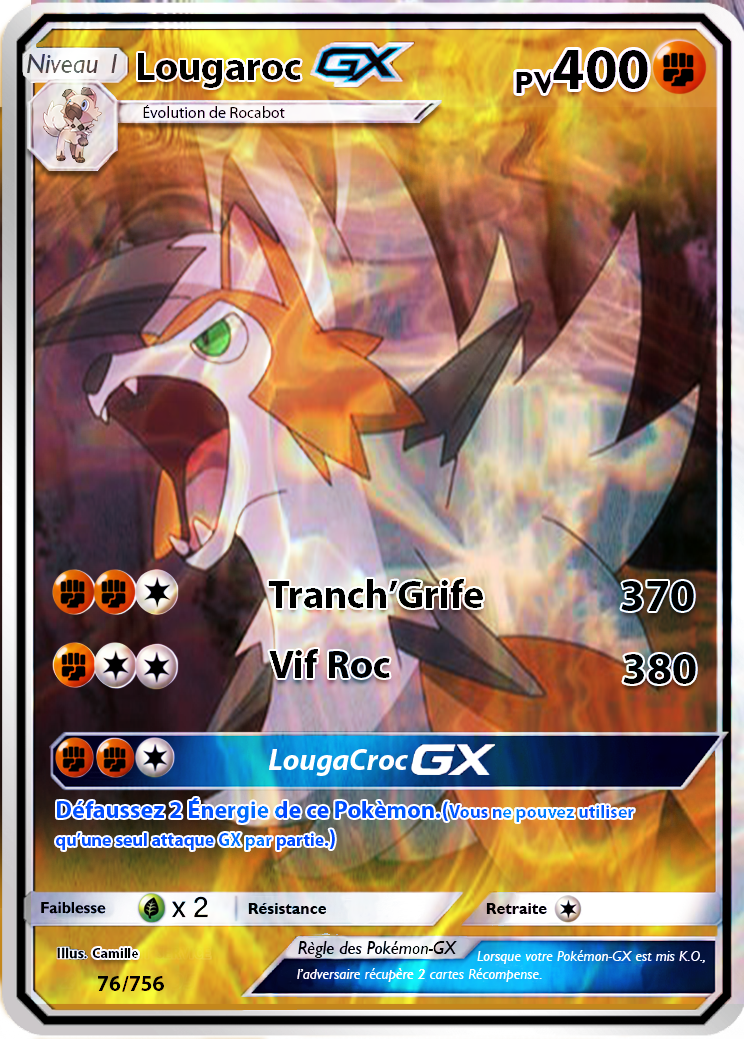 Niveau 1 Lougaroc GX PV400
Évolution de Rocabot
Tranch'Grife 370
Vif Roc 380
LougaCroc GX
Défaussez 2 Énergie de ce Pokèmon.(Vous ne pouvez utiliser
qu'une seul attaque GX par partie.)
Faiblesse x 2 Résistance Retraite
Illus. Camille
76/756
Règle des Pokémon-GX
Lorsque votre Pokémon-GX est mis K.O.,
l'adversaire récupère 2 cartes Récompense.